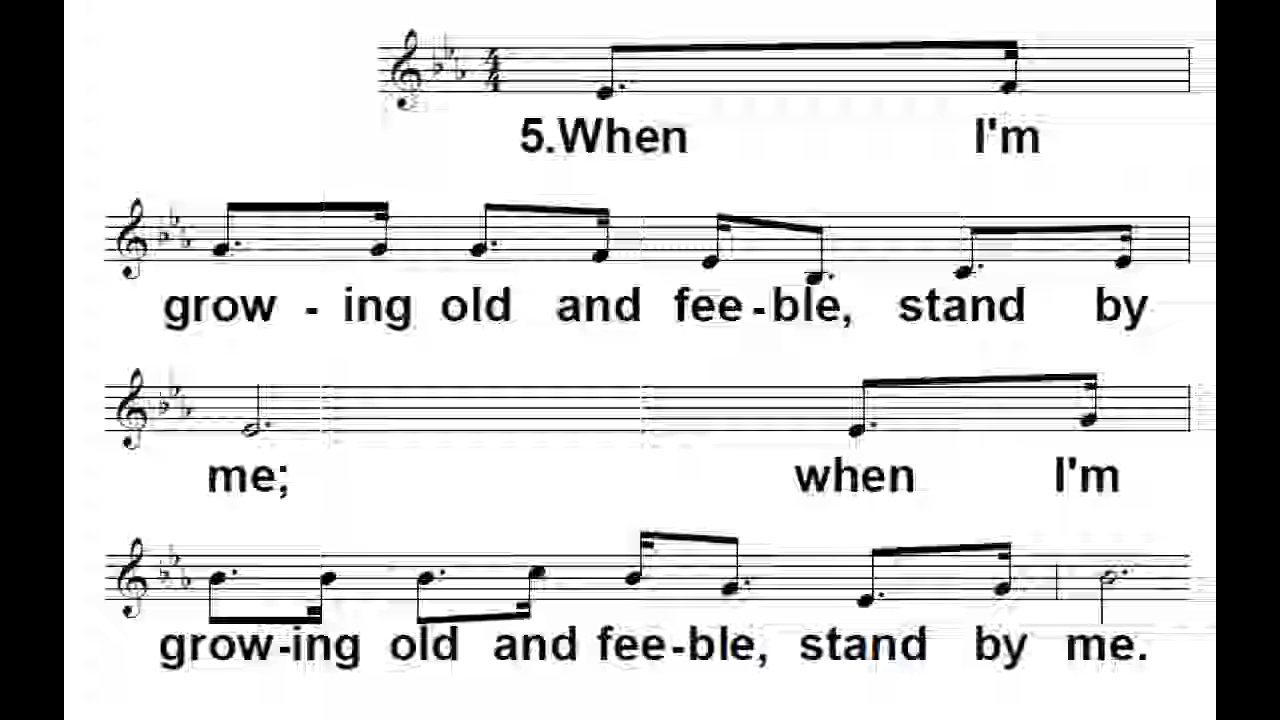 5.When I'm
grow - ing old and fee - ble, stand by
me; when I'm
grow-ing old and fee-ble, stand by me.